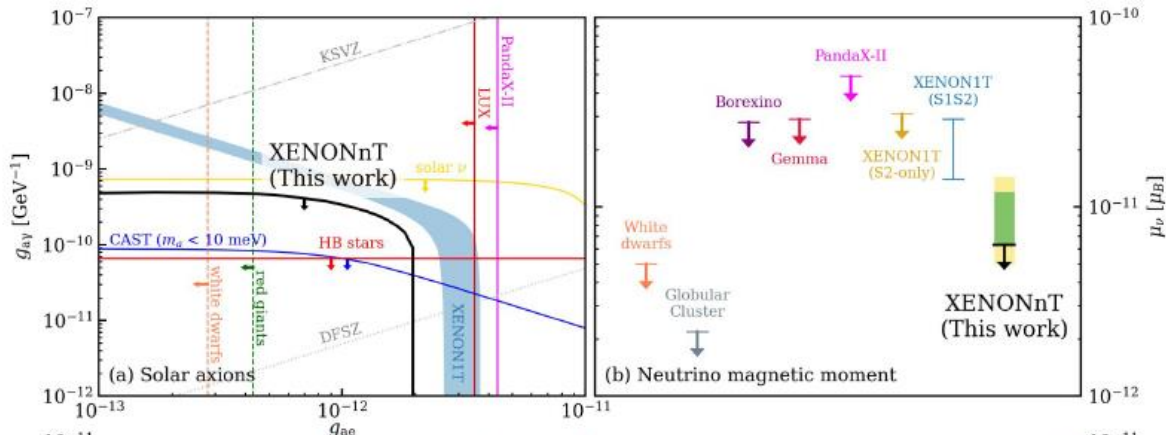 10⁻⁷
10⁻⁸
10⁻⁹
10⁻¹⁰
10⁻¹¹
10⁻¹²
g_aγ [GeV⁻¹]
KSVZ
LUX
PandaX-II
XENONnT
(This work)
solar ν
CAST (mₐ < 10 meV)
HB stars
white dwarfs
red giants
DFSZ
XENON1T
(a) Solar axions
10⁻¹³
10⁻¹²
10⁻¹¹
g_ae
PandaX-II
Borexino
Gemma
XENON1T
(S1S2)
XENON1T
(S2-only)
White
dwarfs
Globular
Cluster
XENONnT
(This work)
(b) Neutrino magnetic moment
10⁻¹⁰
10⁻¹¹
10⁻¹²
μ_ν [μ_B]